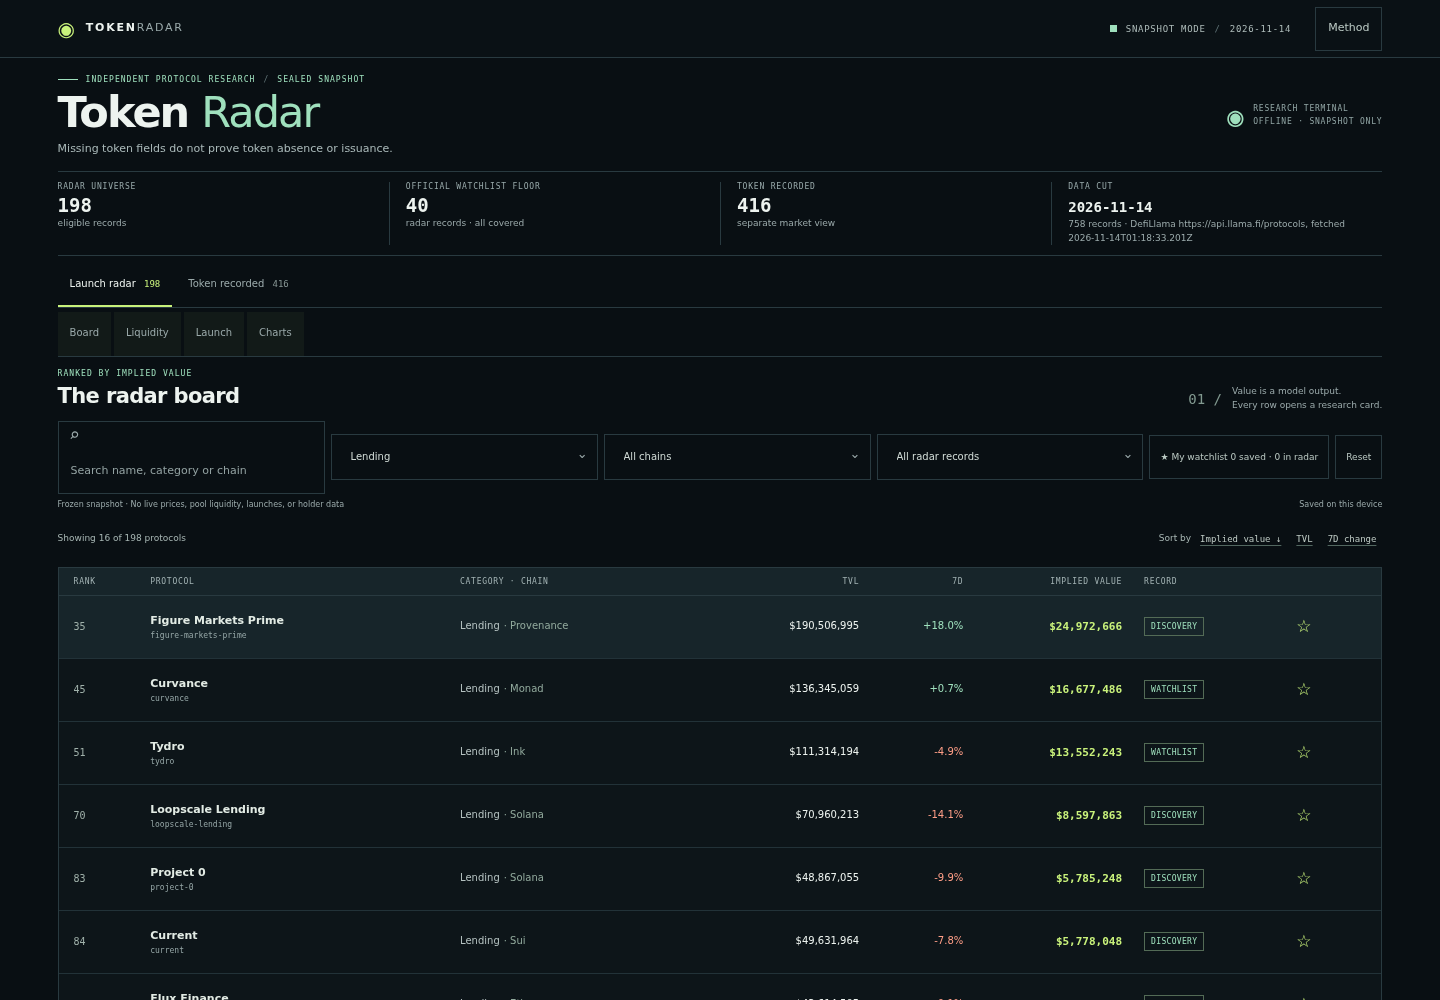 TOKENRADAR
SNAPSHOT MODE / 2026-11-14
Method
INDEPENDENT PROTOCOL RESEARCH / SEALED SNAPSHOT
Token Radar
Missing token fields do not prove token absence or issuance.
RESEARCH TERMINAL
OFFLINE · SNAPSHOT ONLY
RADAR UNIVERSE
198
eligible records
OFFICIAL WATCHLIST FLOOR
40
radar records · all covered
TOKEN RECORDED
416
separate market view
DATA CUT
2026-11-14
758 records · DefiLlama https://api.llama.fi/protocols, fetched
2026-11-14T01:18:33.201Z
Launch radar 198
Token recorded 416
Board
Liquidity
Launch
Charts
RANKED BY IMPLIED VALUE
The radar board
01 /
Value is a model output.
Every row opens a research card.
Search name, category or chain
Lending
All chains
All radar records
★ My watchlist 0 saved · 0 in radar
Reset
Frozen snapshot · No live prices, pool liquidity, launches, or holder data
Saved on this device
Showing 16 of 198 protocols
Sort by Implied value ↓ TVL 7D change
RANK PROTOCOL CATEGORY · CHAIN TVL 7D IMPLIED VALUE RECORD
35 Figure Markets Prime Lending · Provenance $190,506,995 +18.0% $24,972,666 DISCOVERY
figure-markets-prime
45 Curvance Lending · Monad $136,345,059 +0.7% $16,677,486 WATCHLIST
curvance
51 Tydro Lending · Ink $111,314,194 -4.9% $13,552,243 WATCHLIST
tydro
70 Loopscale Lending Lending · Solana $70,960,213 -14.1% $8,597,863 DISCOVERY
loopscale-lending
83 Project 0 Lending · Solana $48,867,055 -9.9% $5,785,248 DISCOVERY
project-0
84 Current Lending · Sui $49,631,964 -7.8% $5,778,048 DISCOVERY
current
Flux Finance